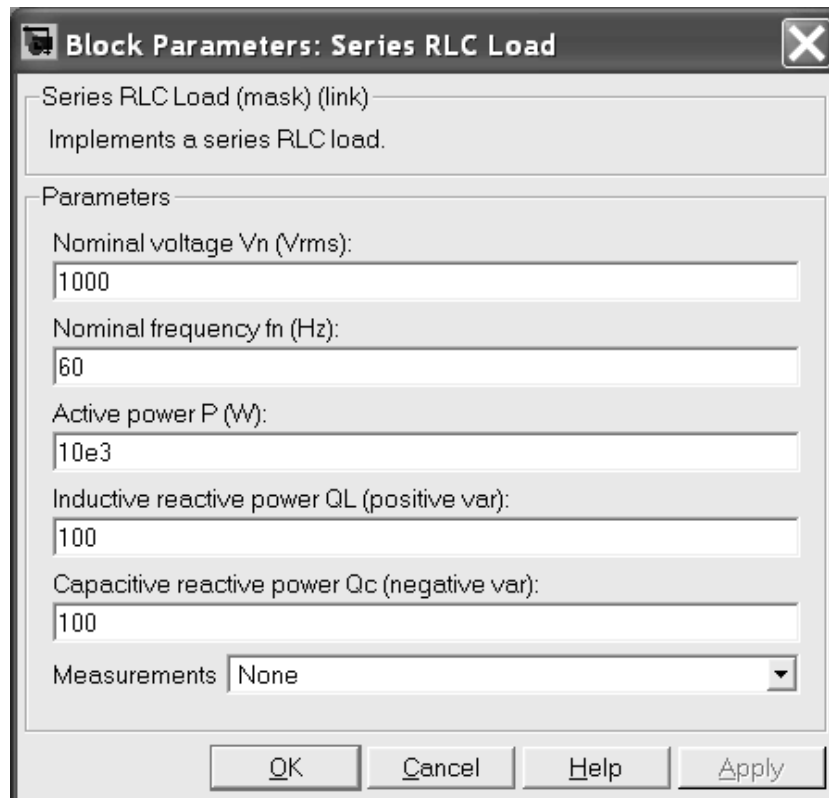 Block Parameters: Series RLC Load
Series RLC Load (mask) (link)
Implements a series RLC load.
Parameters
Nominal voltage Vn (Vrms):
1000
Nominal frequency fn (Hz):
60
Active power P (W):
10e3
Inductive reactive power QL (positive var):
100
Capacitive reactive power Qc (negative var):
100
Measurements None
OK Cancel Help Apply